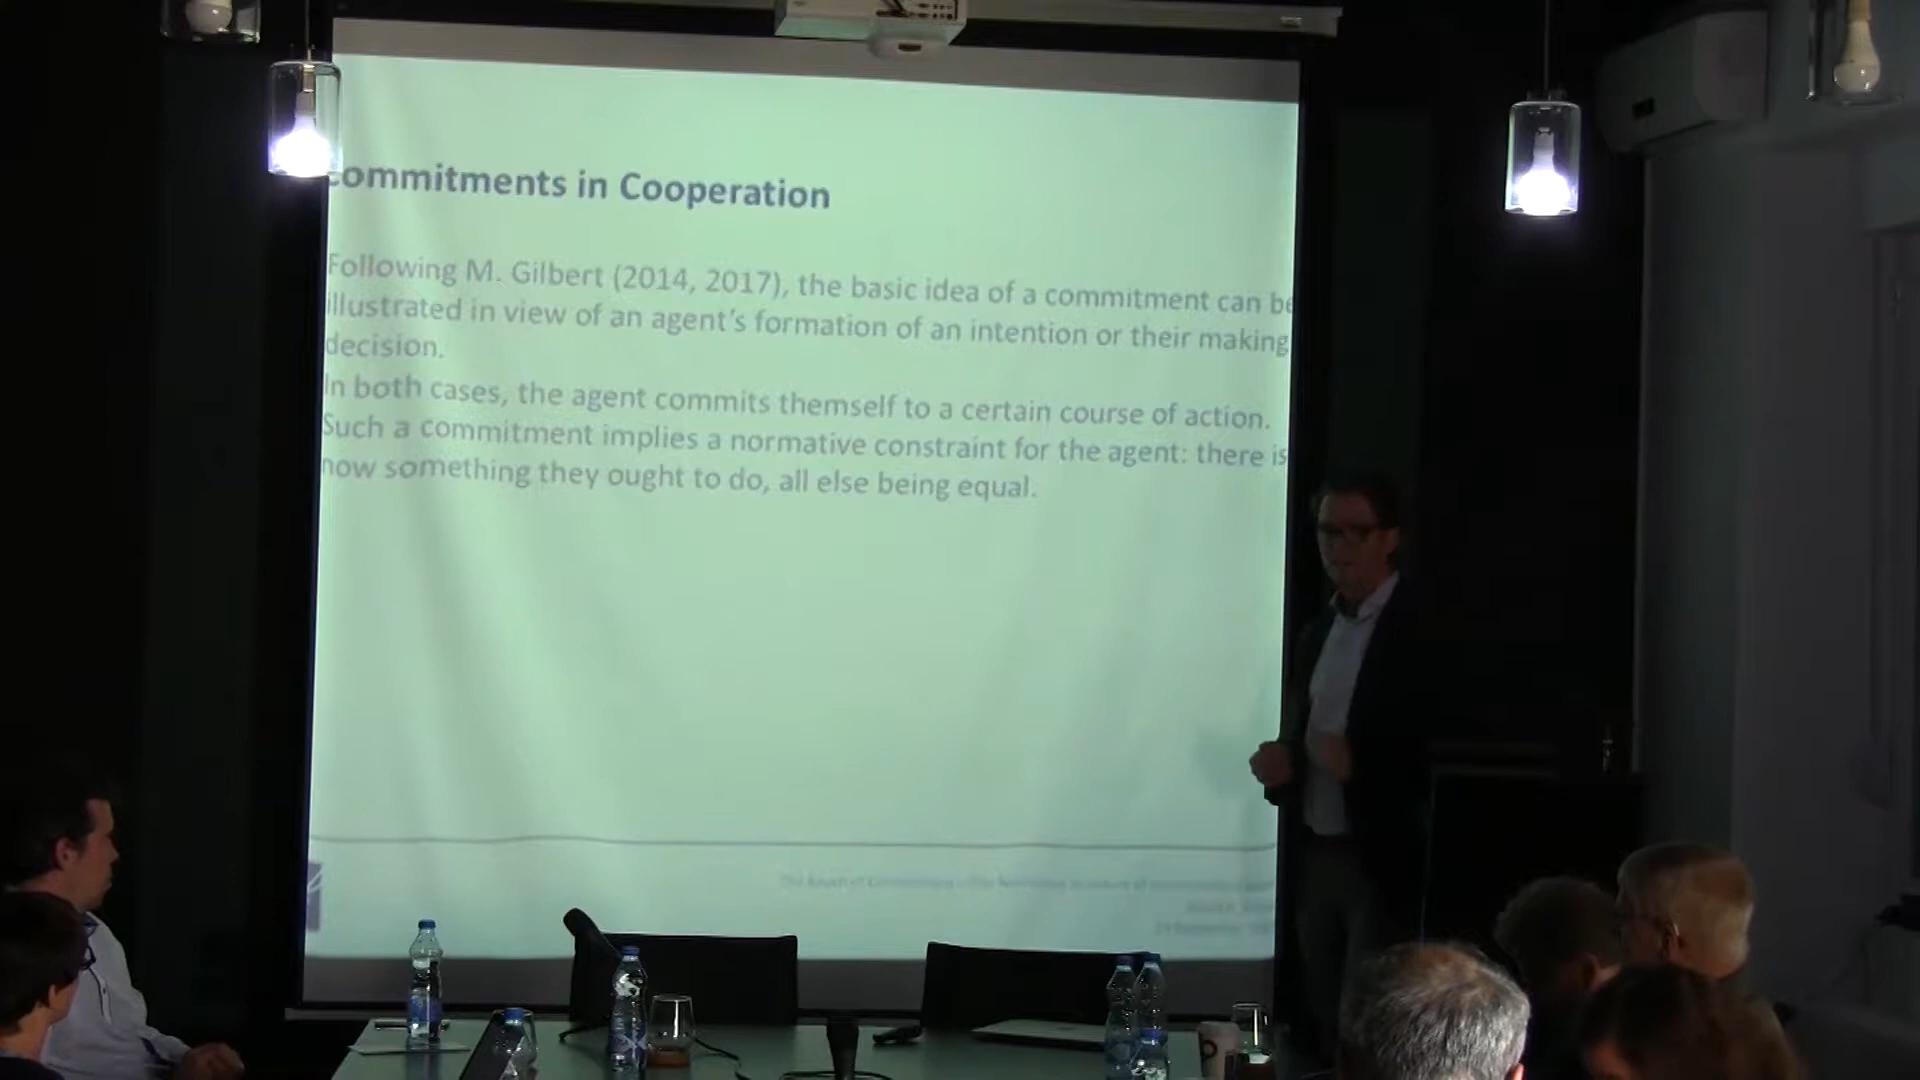 Commitments in Cooperation
Following M. Gilbert (2014, 2017), the basic idea of a commitment can be
illustrated in view of an agent's formation of an intention or their making
decision.
In both cases, the agent commits themself to a certain course of action.
Such a commitment implies a normative constraint for the agent: there is
now something they ought to do, all else being equal.